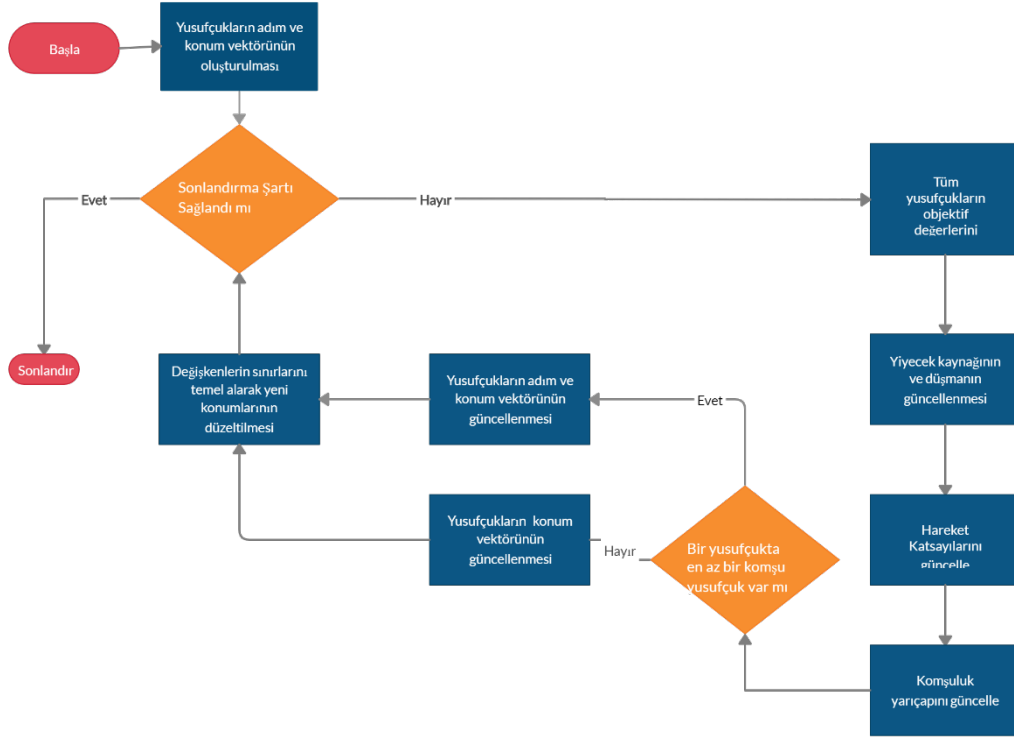 Başla
Yusufçukların adım ve
konum vektörünün
oluşturulması
Sonlandırma Şartı
Sağlandı mı
Evet
Hayır
Tüm
yusufçukların
objektif
değerlerini
Sonlandır
Değişkenlerin sınırlarını
temel alarak yeni
konumlarının
düzeltilmesi
Yusufçukların adım ve
konum vektörünün
güncellenmesi
Evet
Yiyecek kaynağının
ve düşmanın
güncellenmesi
Yusufçukların konum
vektörünün
güncellenmesi
Hayır
Bir yusufçukta
en az bir komşu
yusufçuk var mı
Hareket
Katsayılarını
güncelle
Komşuluk
yarıçapını güncelle